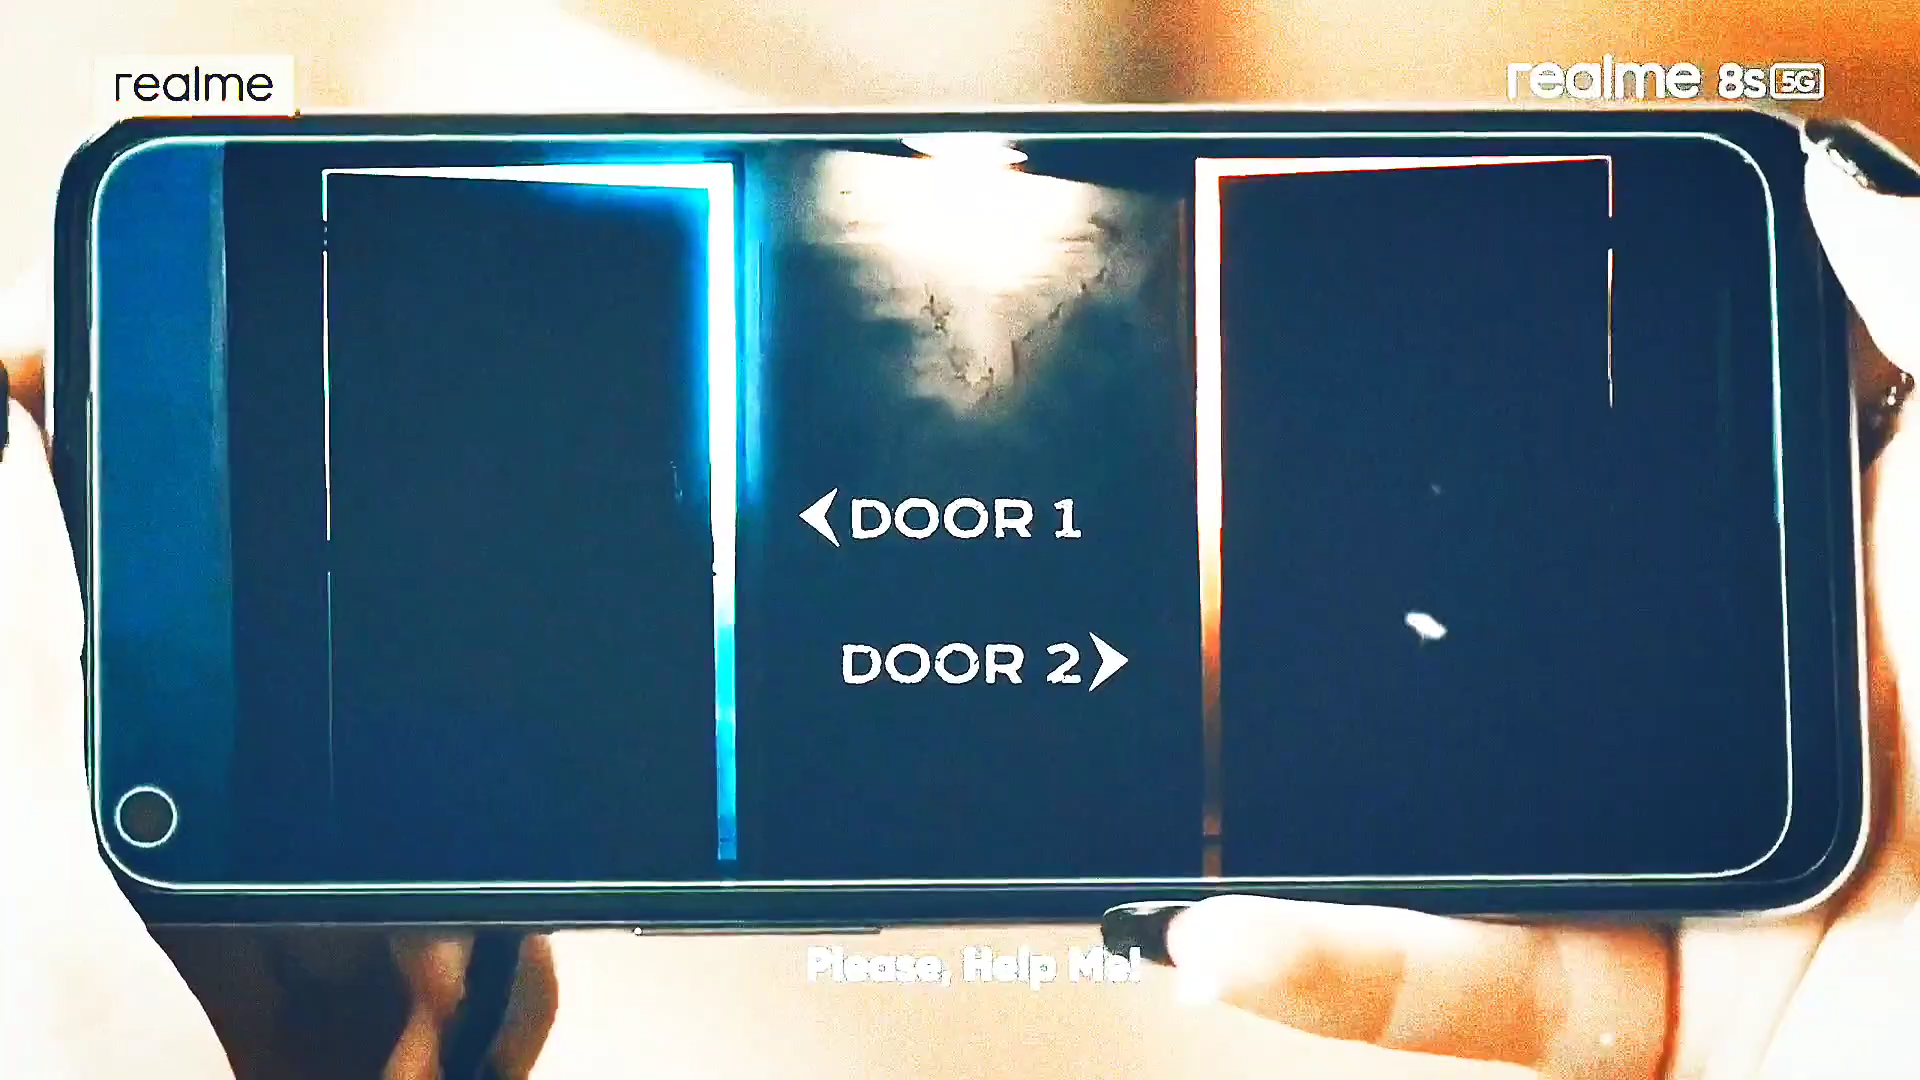 realme
realme 8s 5G
DOOR 1
DOOR 2
Please, Help Me!